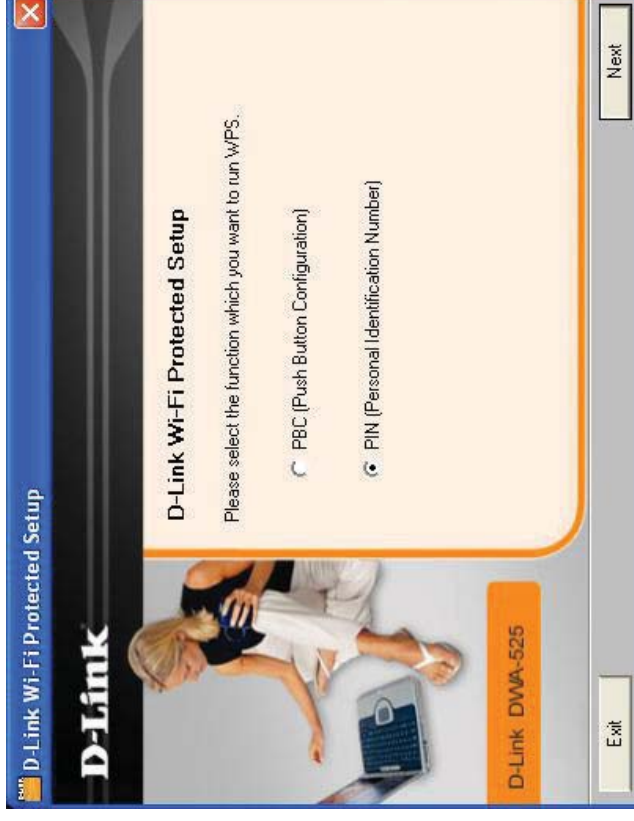 D-Link Wi-Fi Protected Setup
D-Link
D-Link Wi-Fi Protected Setup
Please select the function which you want to run WPS.
PBC (Push Button Configuration)
PIN (Personal Identification Number)
D-Link DWA-525
Exit
Next